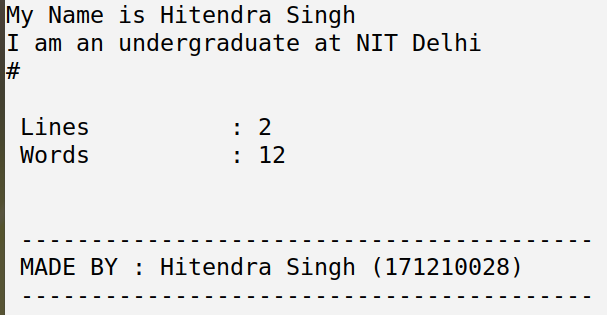 My Name is Hitendra Singh
I am an undergraduate at NIT Delhi
#
Lines : 2
Words : 12
-----------------------------------------
MADE BY : Hitendra Singh (171210028)
-----------------------------------------